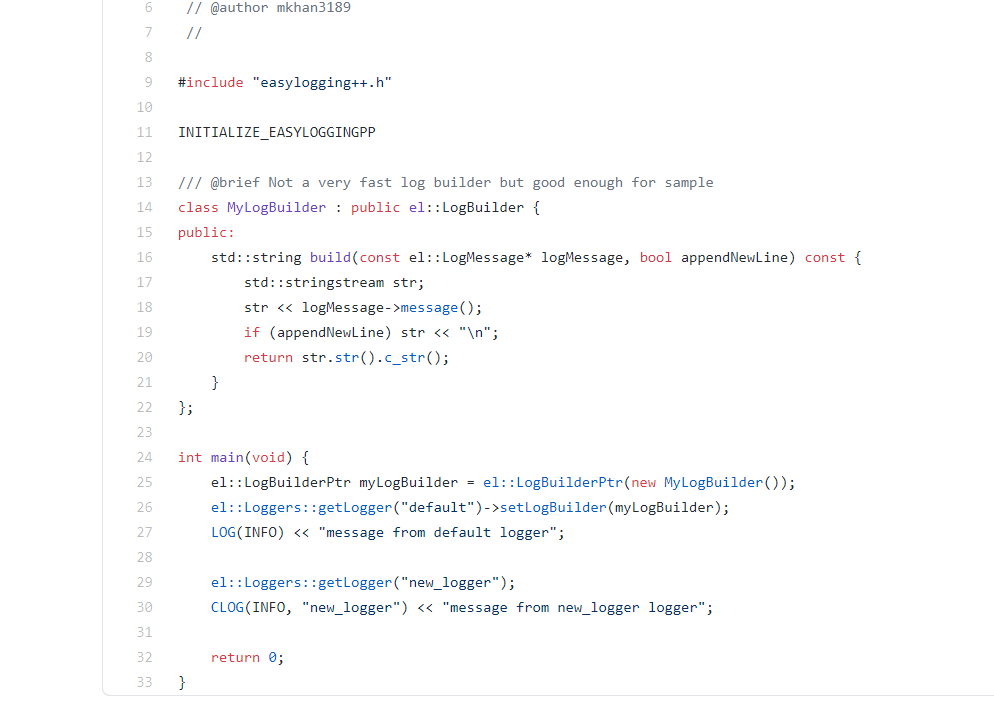 6 // @author mkhan3189
7 //
8
9 #include "easylogging++.h"
10
11 INITIALIZE_EASYLOGGINGPP
12
13 /// @brief Not a very fast log builder but good enough for sample
14 class MyLogBuilder : public el::LogBuilder {
15 public:
16     std::string build(const el::LogMessage* logMessage, bool appendNewLine) const {
17         std::stringstream str;
18         str << logMessage->message();
19         if (appendNewLine) str << "\n";
20         return str.str().c_str();
21     }
22 };
23
24 int main(void) {
25     el::LogBuilderPtr myLogBuilder = el::LogBuilderPtr(new MyLogBuilder());
26     el::Loggers::getLogger("default")->setLogBuilder(myLogBuilder);
27     LOG(INFO) << "message from default logger";
28
29     el::Loggers::getLogger("new_logger");
30     CLOG(INFO, "new_logger") << "message from new_logger logger";
31
32     return 0;
33 }